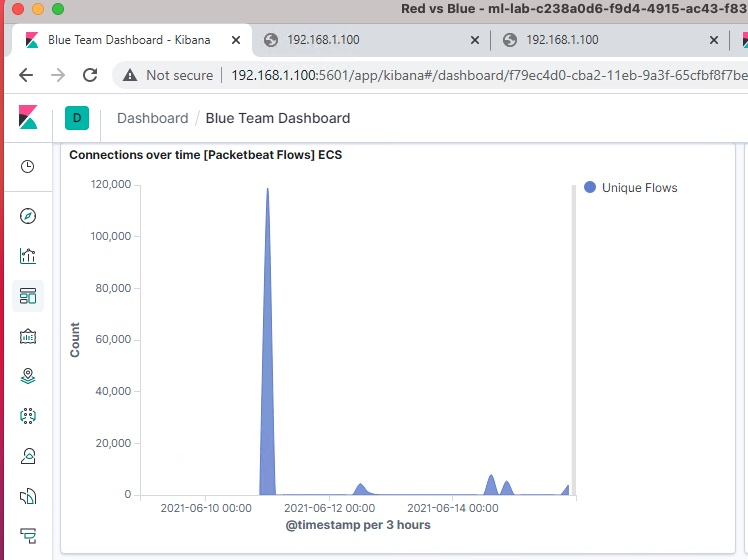 Red vs Blue - ml-lab-c238a0d6-f9d4-4915-ac43-f83
Blue Team Dashboard - Kibana
192.168.1.100
192.168.1.100
Not secure
192.168.1.100:5601/app/kibana#/dashboard/f79ec4d0-cba2-11eb-9a3f-65cfbf8f7be
D
Dashboard / Blue Team Dashboard
Connections over time [Packetbeat Flows] ECS
120,000
100,000
80,000
60,000
40,000
20,000
0
Count
2021-06-10 00:00
2021-06-12 00:00
2021-06-14 00:00
@timestamp per 3 hours
Unique Flows